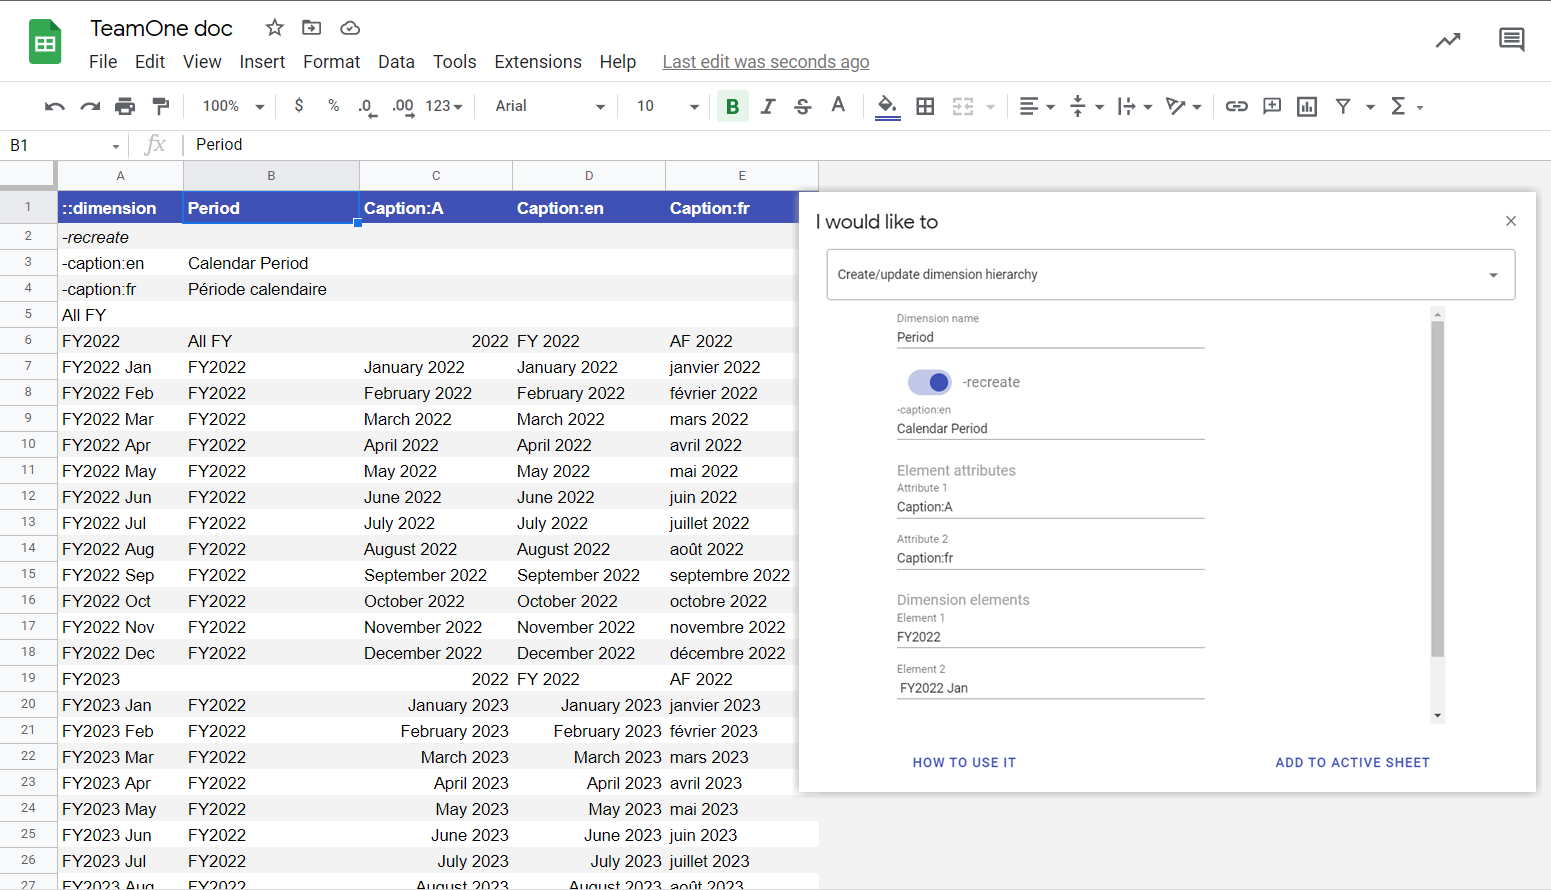 TeamOne doc
File Edit View Insert Format Data Tools Extensions Help Last edit was seconds ago
100% $ % .0 .00 123 Arial 10 B I S A
B1 fx Period
A B C D E
1 ::dimension Period Caption:A Caption:en Caption:fr
2 -recreate
3 -caption:en Calendar Period
4 -caption:fr Période calendaire
5 All FY
6 FY2022 All FY 2022 FY 2022 AF 2022
7 FY2022 Jan FY2022 January 2022 January 2022 janvier 2022
8 FY2022 Feb FY2022 February 2022 February 2022 février 2022
9 FY2022 Mar FY2022 March 2022 March 2022 mars 2022
10 FY2022 Apr FY2022 April 2022 April 2022 avril 2022
11 FY2022 May FY2022 May 2022 May 2022 mai 2022
12 FY2022 Jun FY2022 June 2022 June 2022 juin 2022
13 FY2022 Jul FY2022 July 2022 July 2022 juillet 2022
14 FY2022 Aug FY2022 August 2022 August 2022 août 2022
15 FY2022 Sep FY2022 September 2022 September 2022 septembre 2022
16 FY2022 Oct FY2022 October 2022 October 2022 octobre 2022
17 FY2022 Nov FY2022 November 2022 November 2022 novembre 2022
18 FY2022 Dec FY2022 December 2022 December 2022 décembre 2022
19 FY2023 2022 FY 2022 AF 2022
20 FY2023 Jan FY2022 January 2023 January 2023 janvier 2023
21 FY2023 Feb FY2022 February 2023 February 2023 février 2023
22 FY2023 Mar FY2022 March 2023 March 2023 mars 2023
23 FY2023 Apr FY2022 April 2023 April 2023 avril 2023
24 FY2023 May FY2022 May 2023 May 2023 mai 2023
25 FY2023 Jun FY2022 June 2023 June 2023 juin 2023
26 FY2023 Jul FY2022 July 2023 July 2023 juillet 2023
27 FY2023 Aug FY2022 August 2023 August 2023 août 2023
I would like to
Create/update dimension hierarchy
Dimension name
Period
-recreate
-caption:en
Calendar Period
Element attributes
Attribute 1
Caption:A
Attribute 2
Caption:fr
Dimension elements
Element 1
FY2022
Element 2
FY2022 Jan
HOW TO USE IT ADD TO ACTIVE SHEET